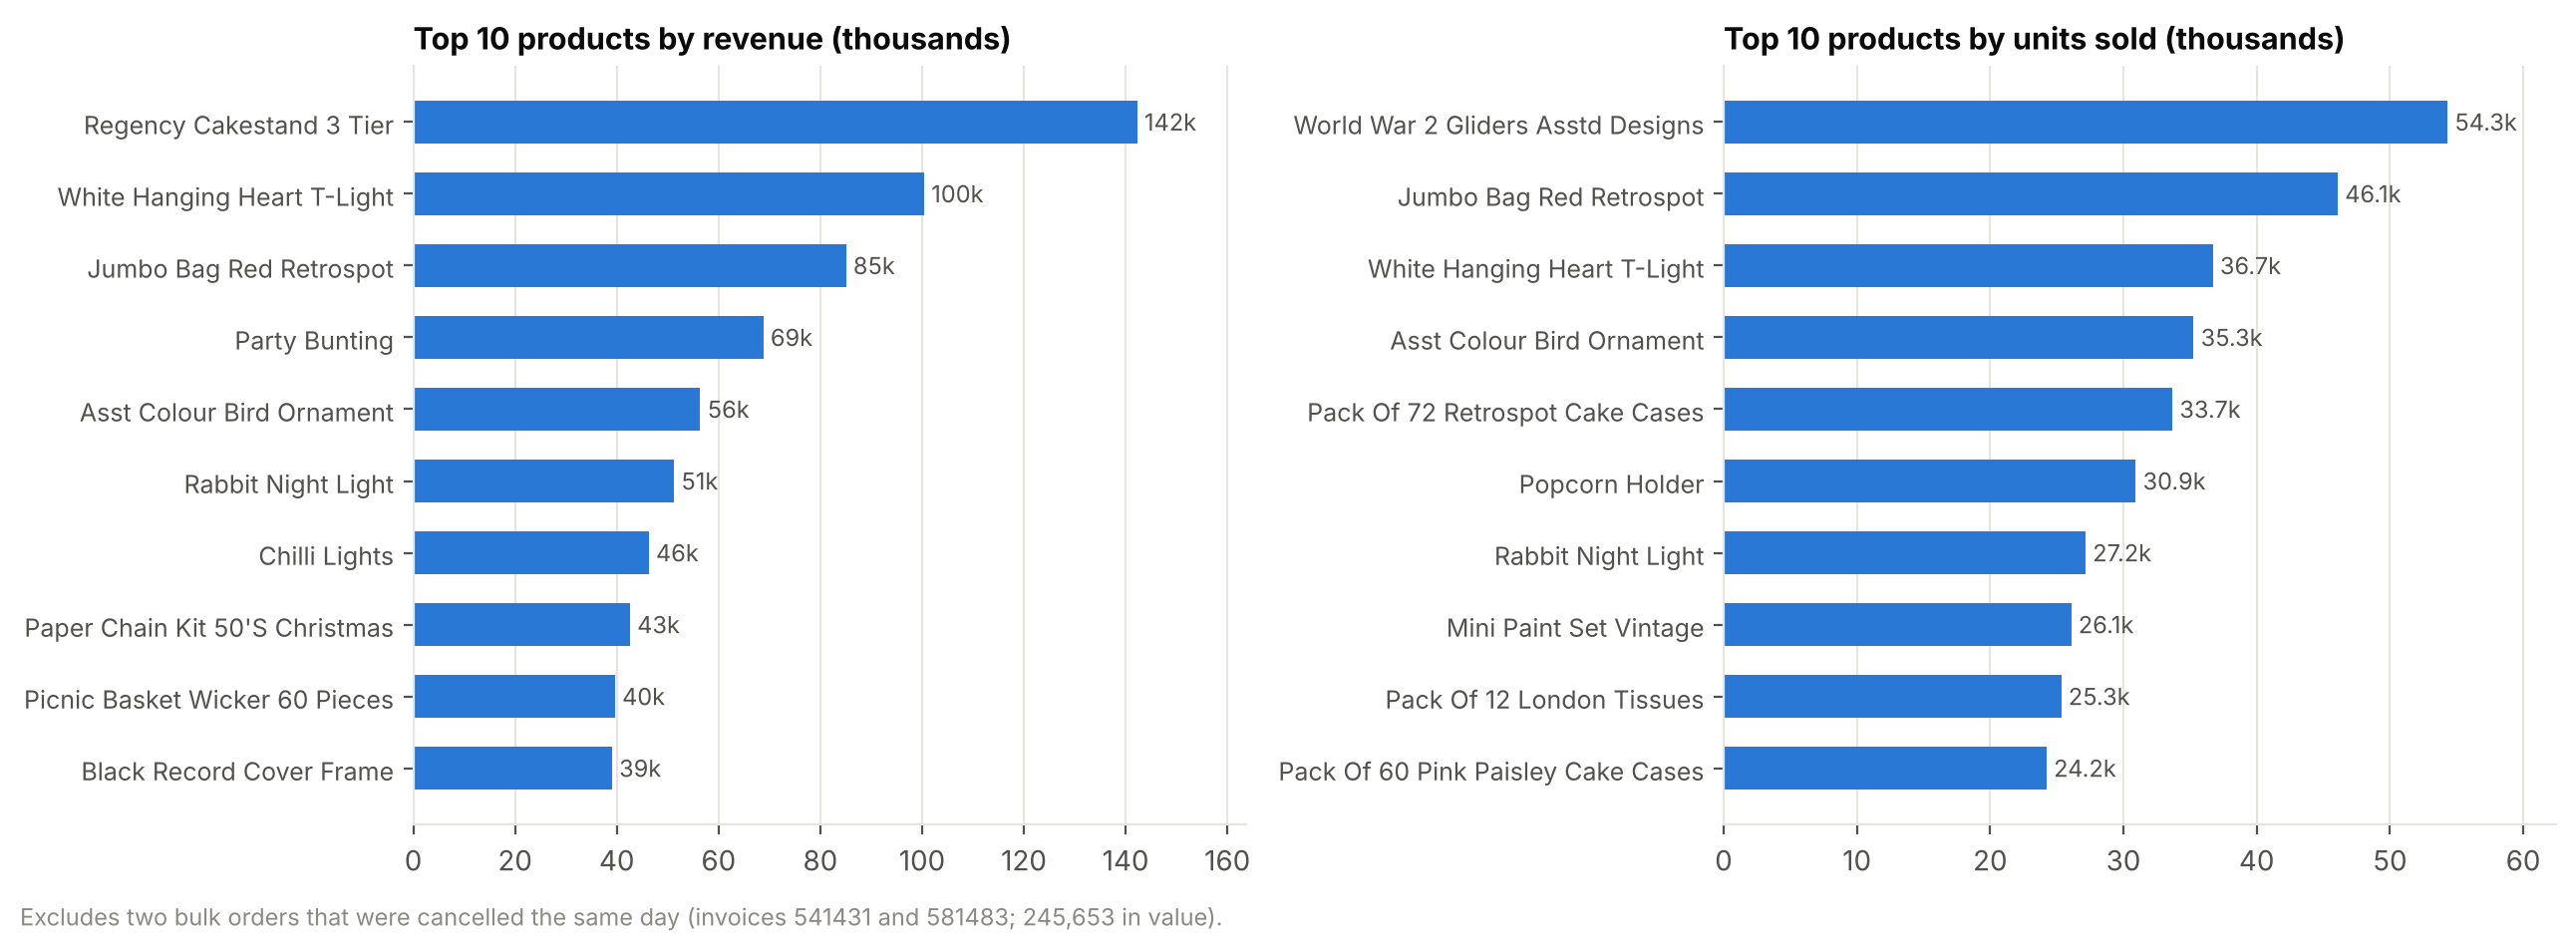 Top 10 products by revenue (thousands)
Regency Cakestand 3 Tier 142k
White Hanging Heart T-Light 100k
Jumbo Bag Red Retrospot 85k
Party Bunting 69k
Asst Colour Bird Ornament 56k
Rabbit Night Light 51k
Chilli Lights 46k
Paper Chain Kit 50'S Christmas 43k
Picnic Basket Wicker 60 Pieces 40k
Black Record Cover Frame 39k
0 20 40 60 80 100 120 140 160
Top 10 products by units sold (thousands)
World War 2 Gliders Asstd Designs 54.3k
Jumbo Bag Red Retrospot 46.1k
White Hanging Heart T-Light 36.7k
Asst Colour Bird Ornament 35.3k
Pack Of 72 Retrospot Cake Cases 33.7k
Popcorn Holder 30.9k
Rabbit Night Light 27.2k
Mini Paint Set Vintage 26.1k
Pack Of 12 London Tissues 25.3k
Pack Of 60 Pink Paisley Cake Cases 24.2k
0 10 20 30 40 50 60
Excludes two bulk orders that were cancelled the same day (invoices 541431 and 581483; 245,653 in value).